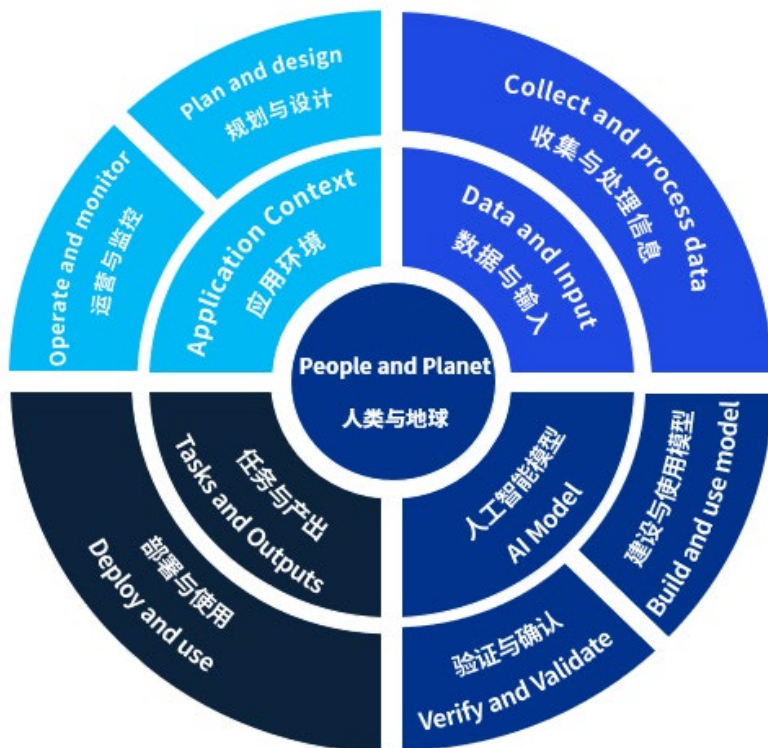 Plan and design
规划与设计
Collect and process data
收集与处理信息
Operate and monitor
运营与监控
Application Context
应用环境
Data and Input
数据与输入
People and Planet
人类与地球
任务与产出
Tasks and Outputs
人工智能模型
AI Model
建设与使用模型
Build and use model
部署与使用
Deploy and use
验证与确认
Verify and Validate